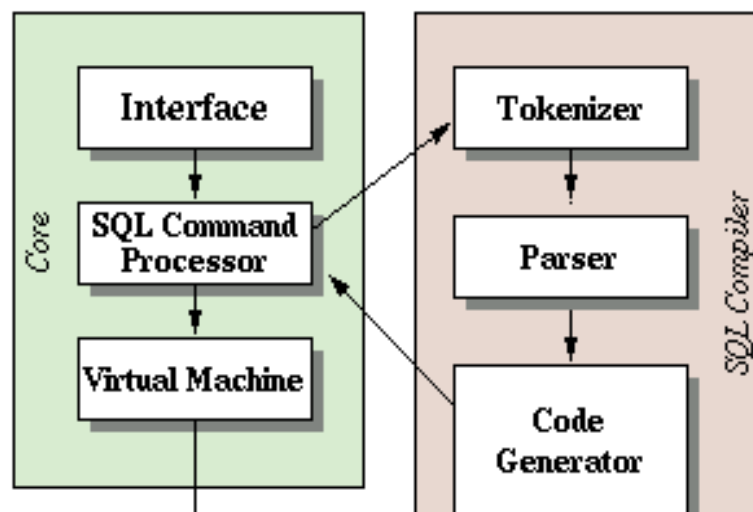 Core
Interface
SQL Command
Processor
Virtual Machine
Tokenizer
Parser
Code
Generator
SQL Compiler